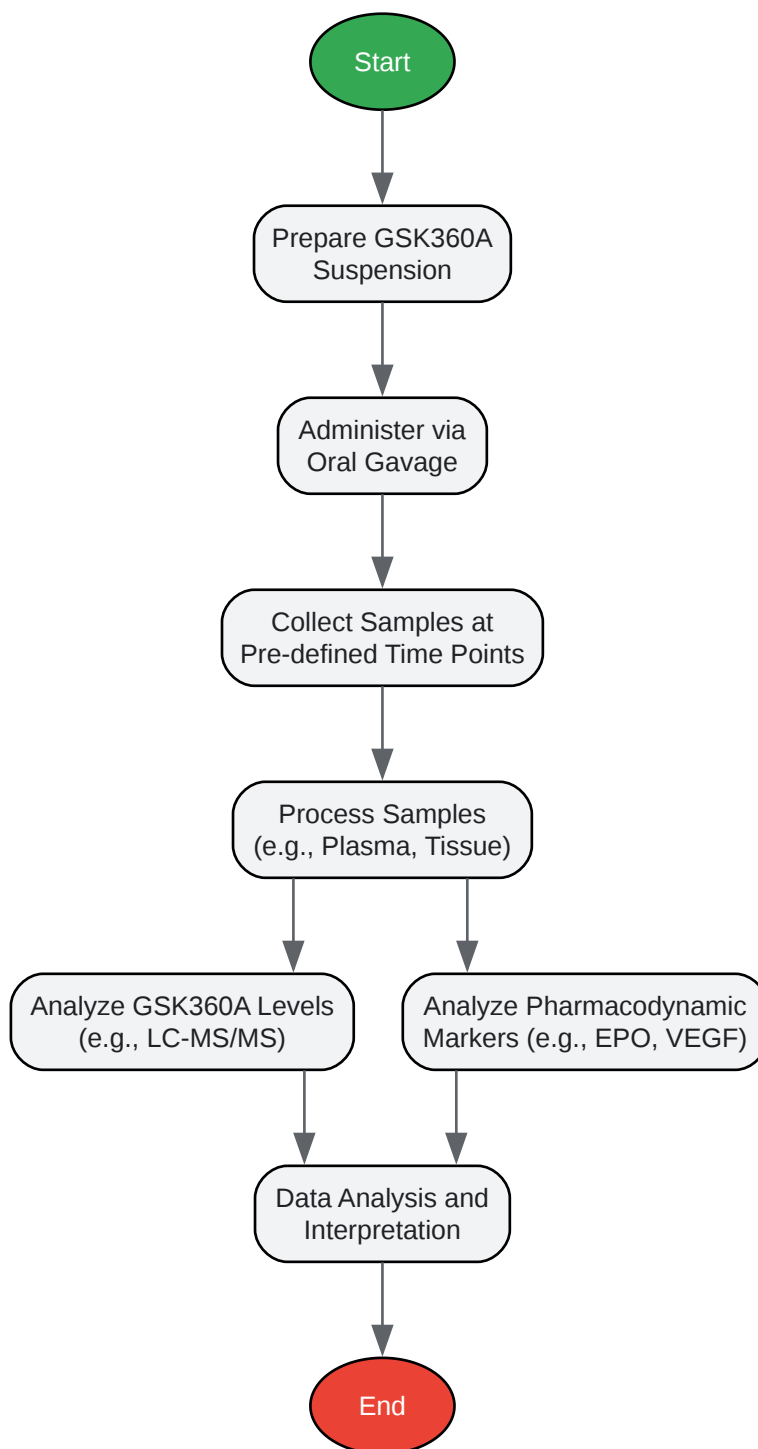 Start
Prepare GSK360A
Suspension
Administer via
Oral Gavage
Collect Samples at
Pre-defined Time Points
Process Samples
(e.g., Plasma, Tissue)
Analyze GSK360A Levels
(e.g., LC-MS/MS)
Analyze Pharmacodynamic
Markers (e.g., EPO, VEGF)
Data Analysis and
Interpretation
End